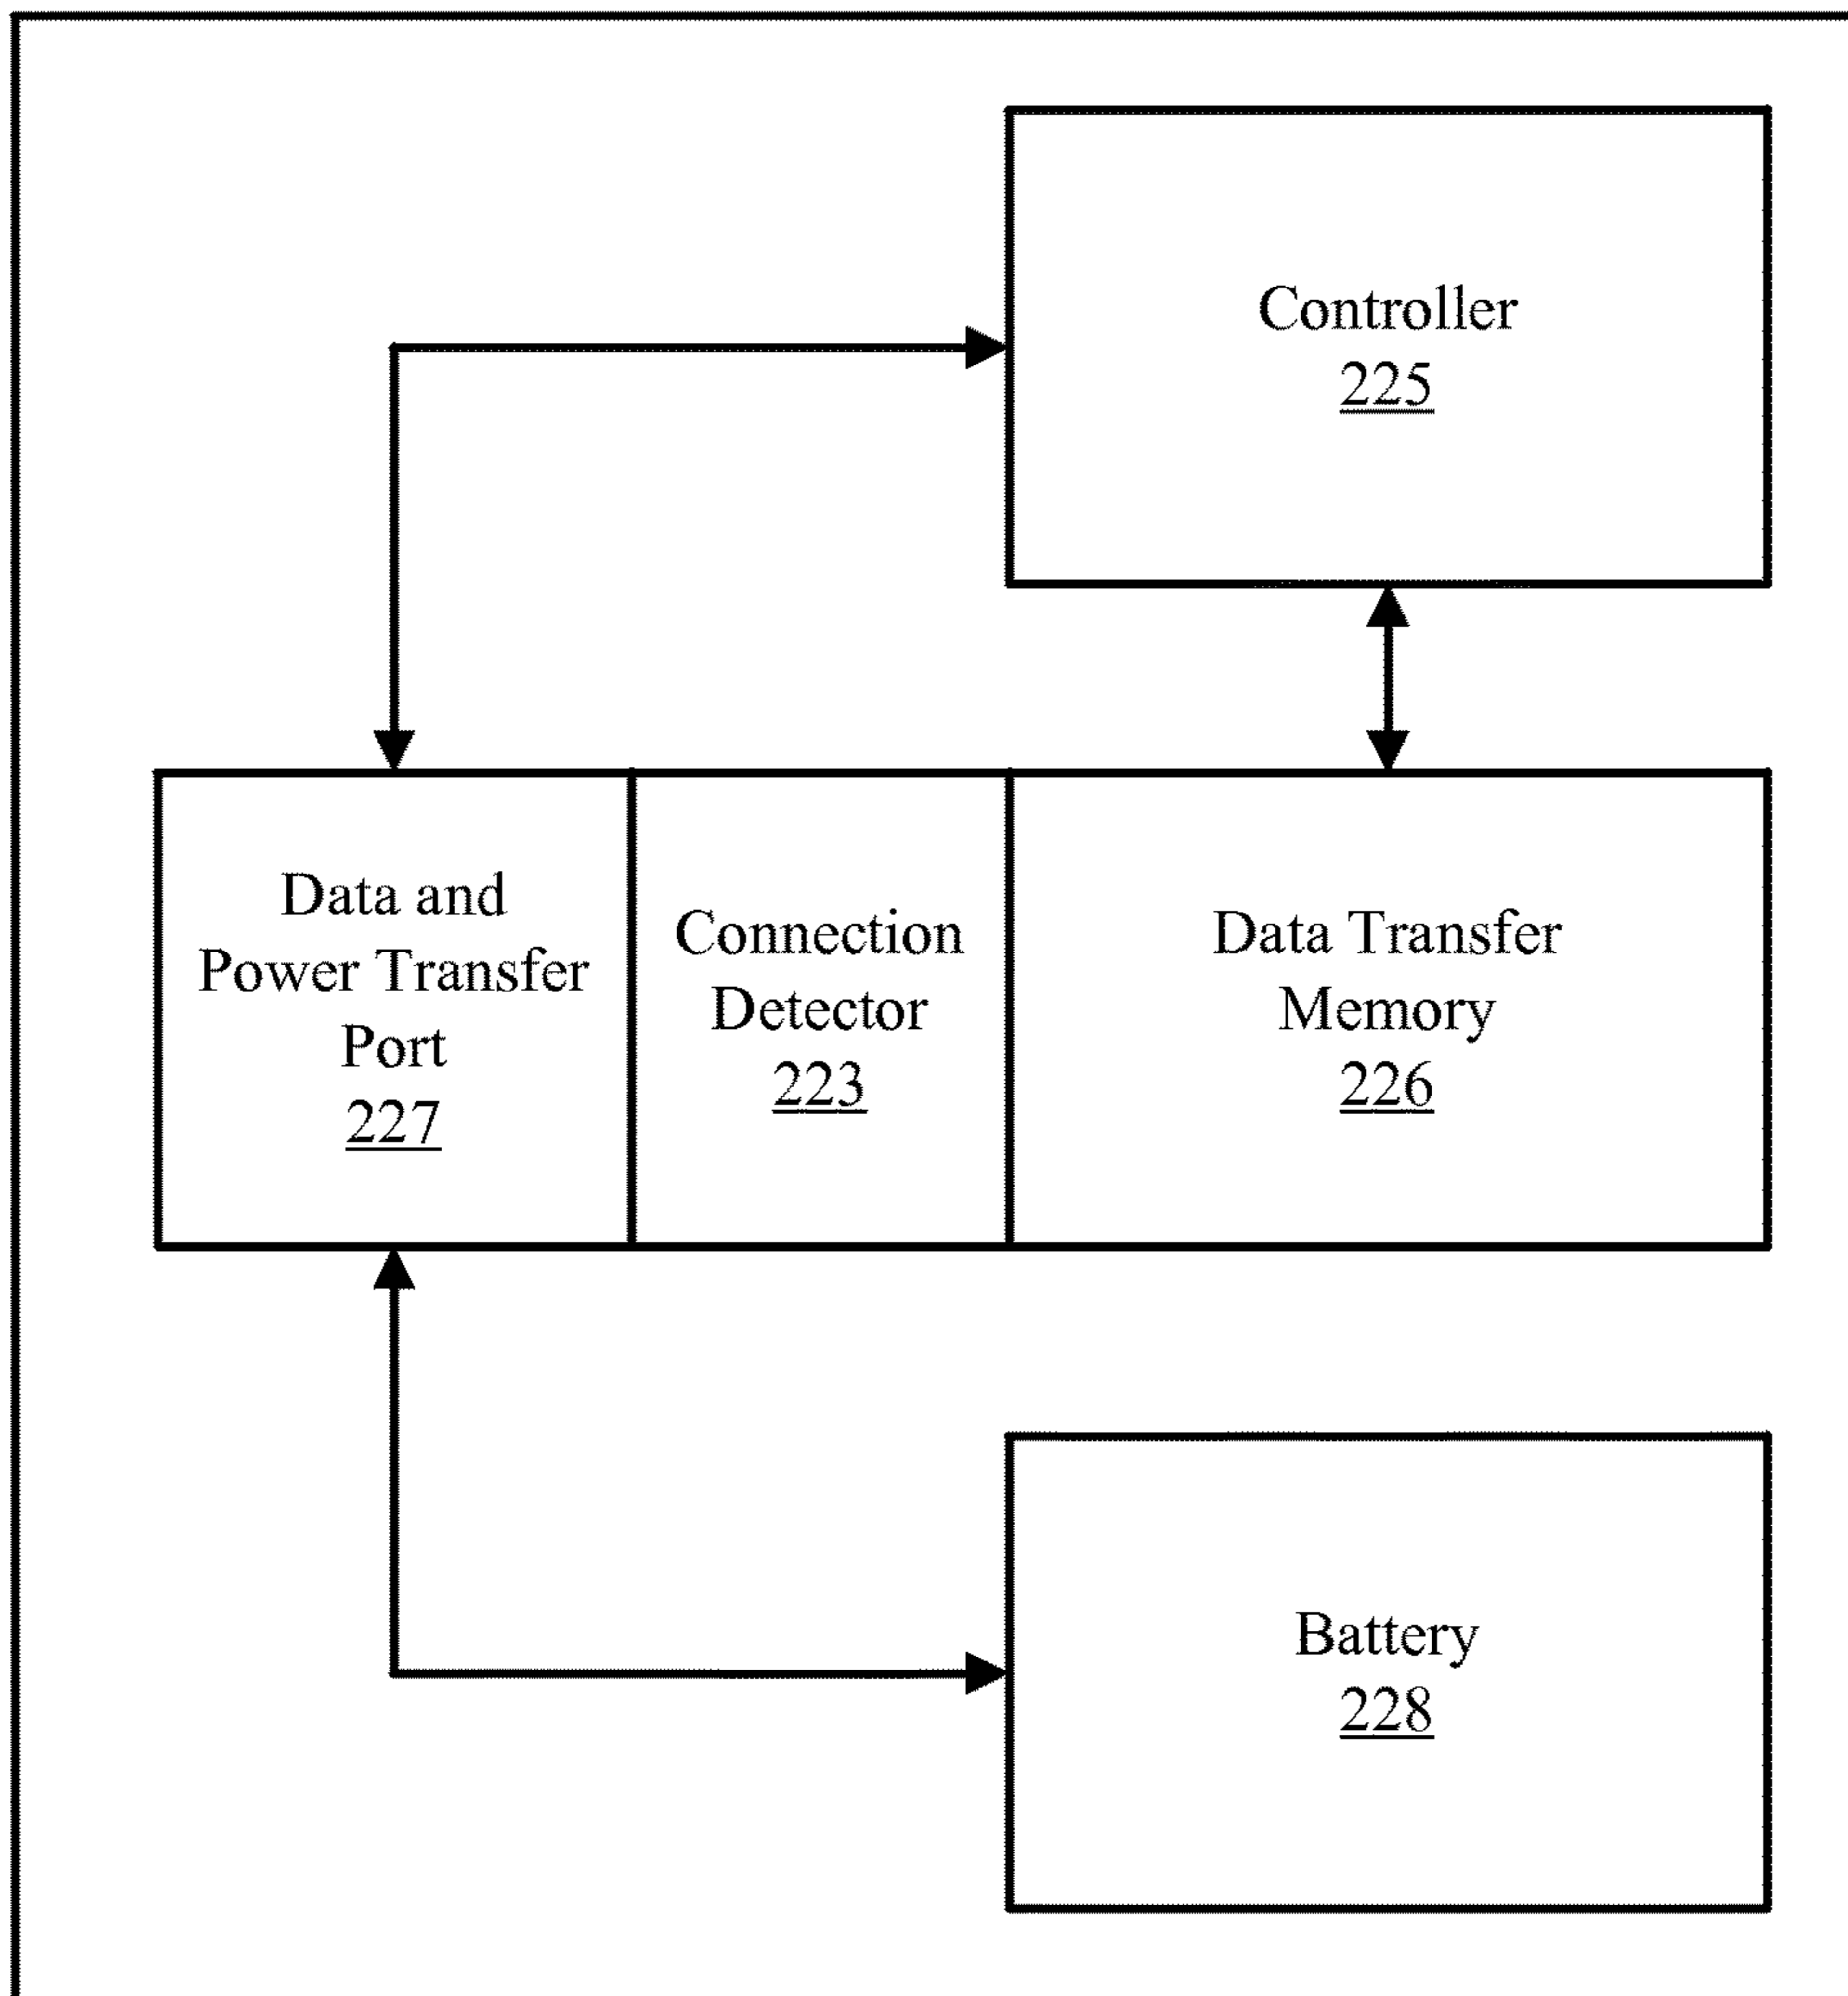 Controller
225
Data and
Power Transfer
Port
227
Connection
Detector
223
Data Transfer
Memory
226
Battery
228